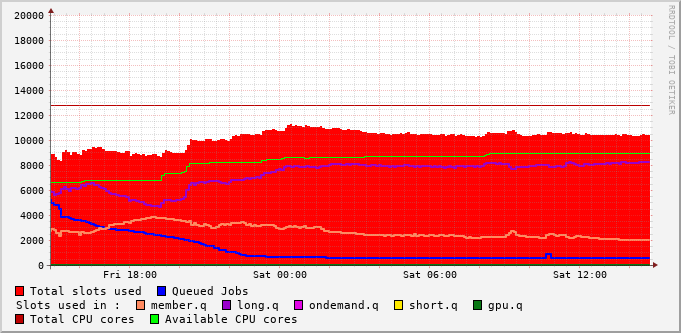 RRDTOOL / TOBI OETIKER
20000
18000
16000
14000
12000
10000
8000
6000
4000
2000
0
Fri 18:00 Sat 00:00 Sat 06:00 Sat 12:00
Total slots used Queued Jobs
Slots used in : member.q long.q ondemand.q short.q gpu.q
Total CPU cores Available CPU cores